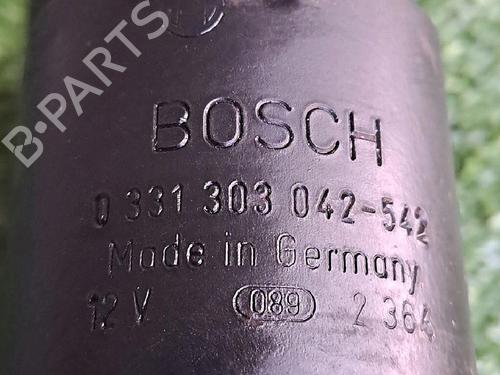 B-PARTS
BOSCH
0 331 303 042-542
Made in Germany
12 V 089 2 364